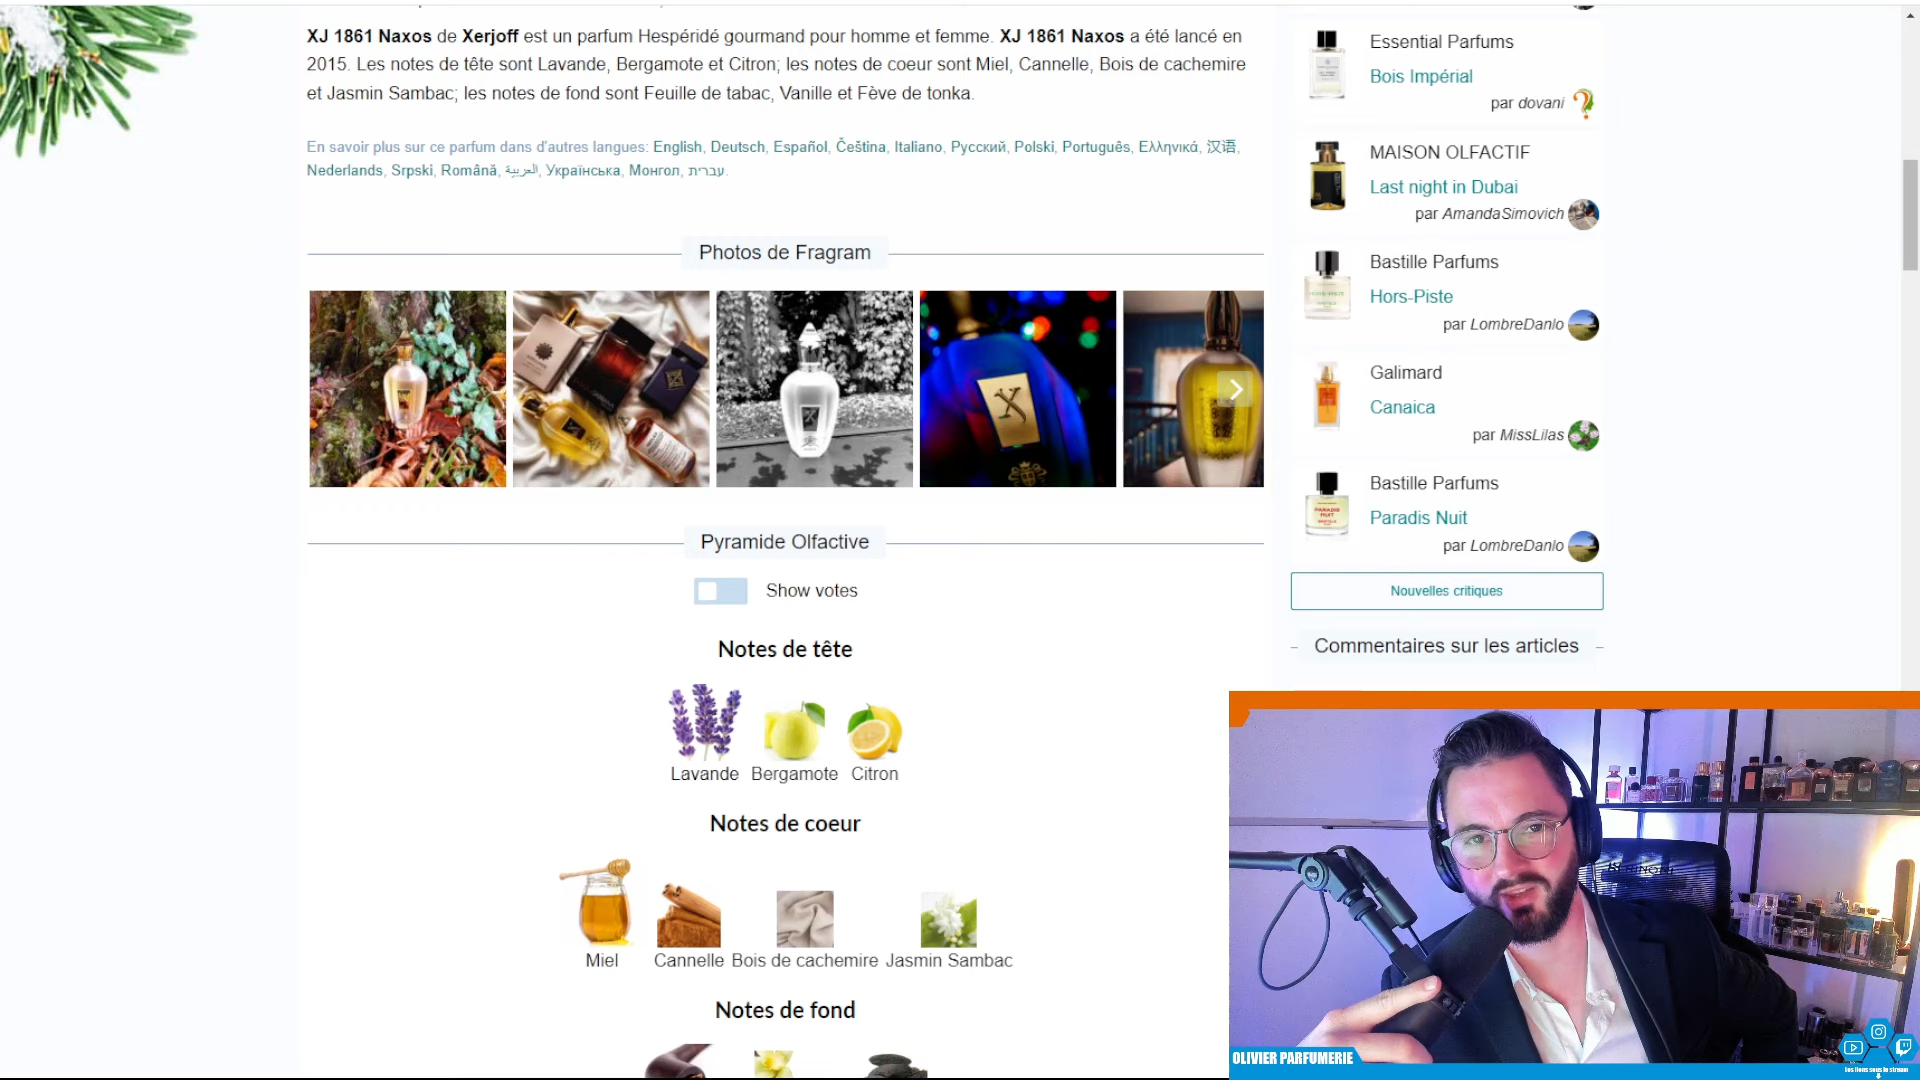 XJ 1861 Naxos de Xerjoff est un parfum Hespéridé gourmand pour homme et femme. XJ 1861 Naxos a été lancé en
2015. Les notes de tête sont Lavande, Bergamote et Citron; les notes de coeur sont Miel, Cannelle, Bois de cachemire
et Jasmin Sambac; les notes de fond sont Feuille de tabac, Vanille et Fève de tonka.
En savoir plus sur ce parfum dans d'autres langues: English, Deutsch, Español, Čeština, Italiano, Русский, Polski, Português, Ελληνικά, 汉语,
Nederlands, Srpski, Română, العربية, Українська, Монгол, עברית.
Photos de Fragram
Pyramide Olfactive
Show votes
Notes de tête
Lavande
Bergamote
Citron
Notes de coeur
Miel
Cannelle
Bois de cachemire
Jasmin Sambac
Notes de fond
Essential Parfums
Bois Impérial
par dovani
MAISON OLFACTIF
Last night in Dubai
par AmandaSimovich
Bastille Parfums
Hors-Piste
par LombreDanlo
Galimard
Canaica
par MissLilas
Bastille Parfums
Paradis Nuit
par LombreDanlo
Nouvelles critiques
Commentaires sur les articles
OLIVIER PARFUMERIE
Les liens sous le stream